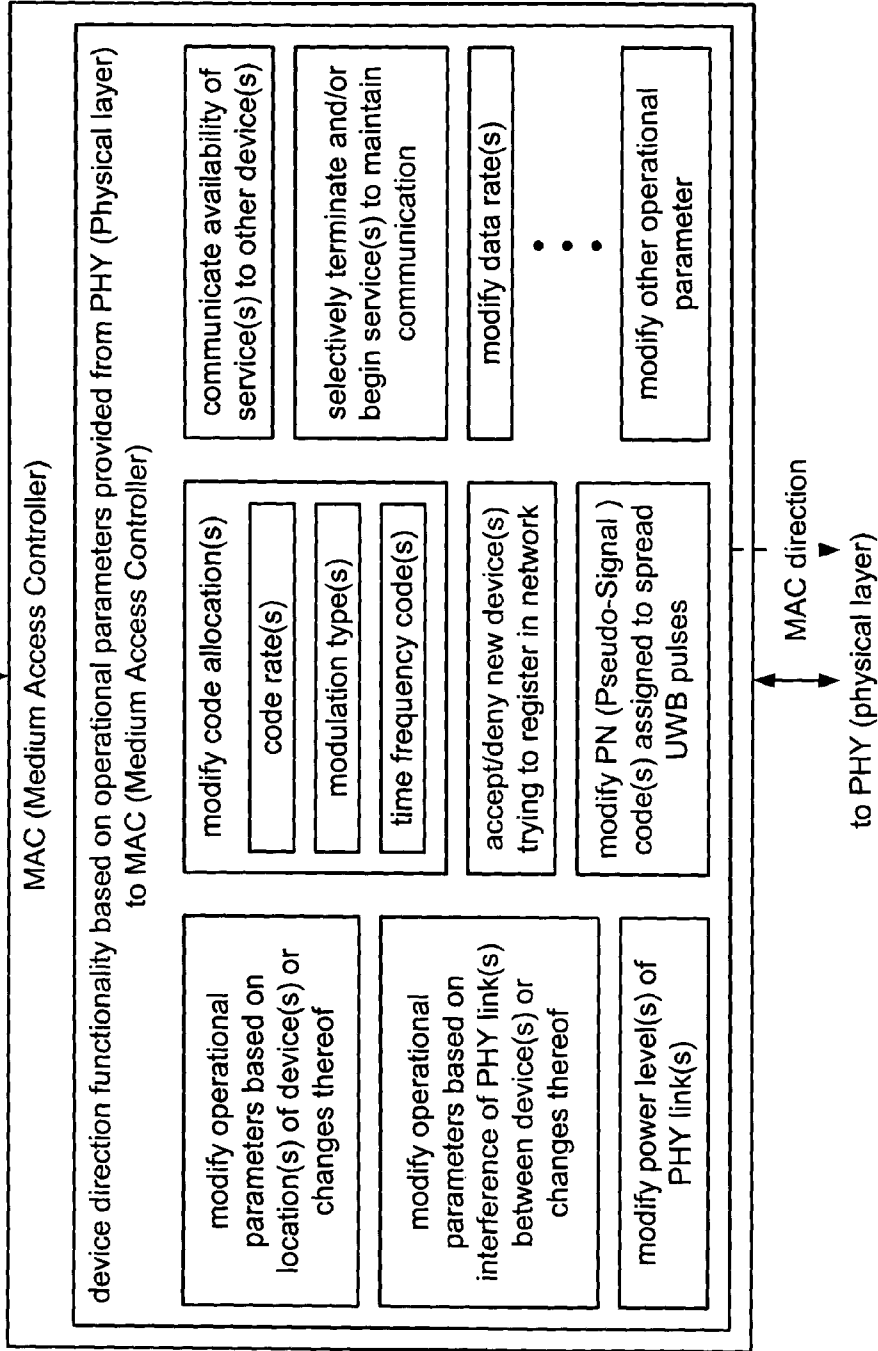 MAC (Medium Access Controller)
device direction functionality based on operational parameters provided from PHY (Physical layer)
to MAC (Medium Access Controller)
modify operational
parameters based on
location(s) of device(s) or
changes thereof
modify operational
parameters based on
interference of PHY link(s)
between device(s) or
changes thereof
modify power level(s) of
PHY link(s)
modify code allocation(s)
code rate(s)
modulation type(s)
time frequency code(s)
accept/deny new device(s)
trying to register in network
modify PN (Pseudo-Signal )
code(s) assigned to spread
UWB pulses
communicate availability of
service(s) to other device(s)
selectively terminate and/or
begin service(s) to maintain
communication
modify data rate(s)
modify other operational
parameter
MAC direction
to PHY (physical layer)